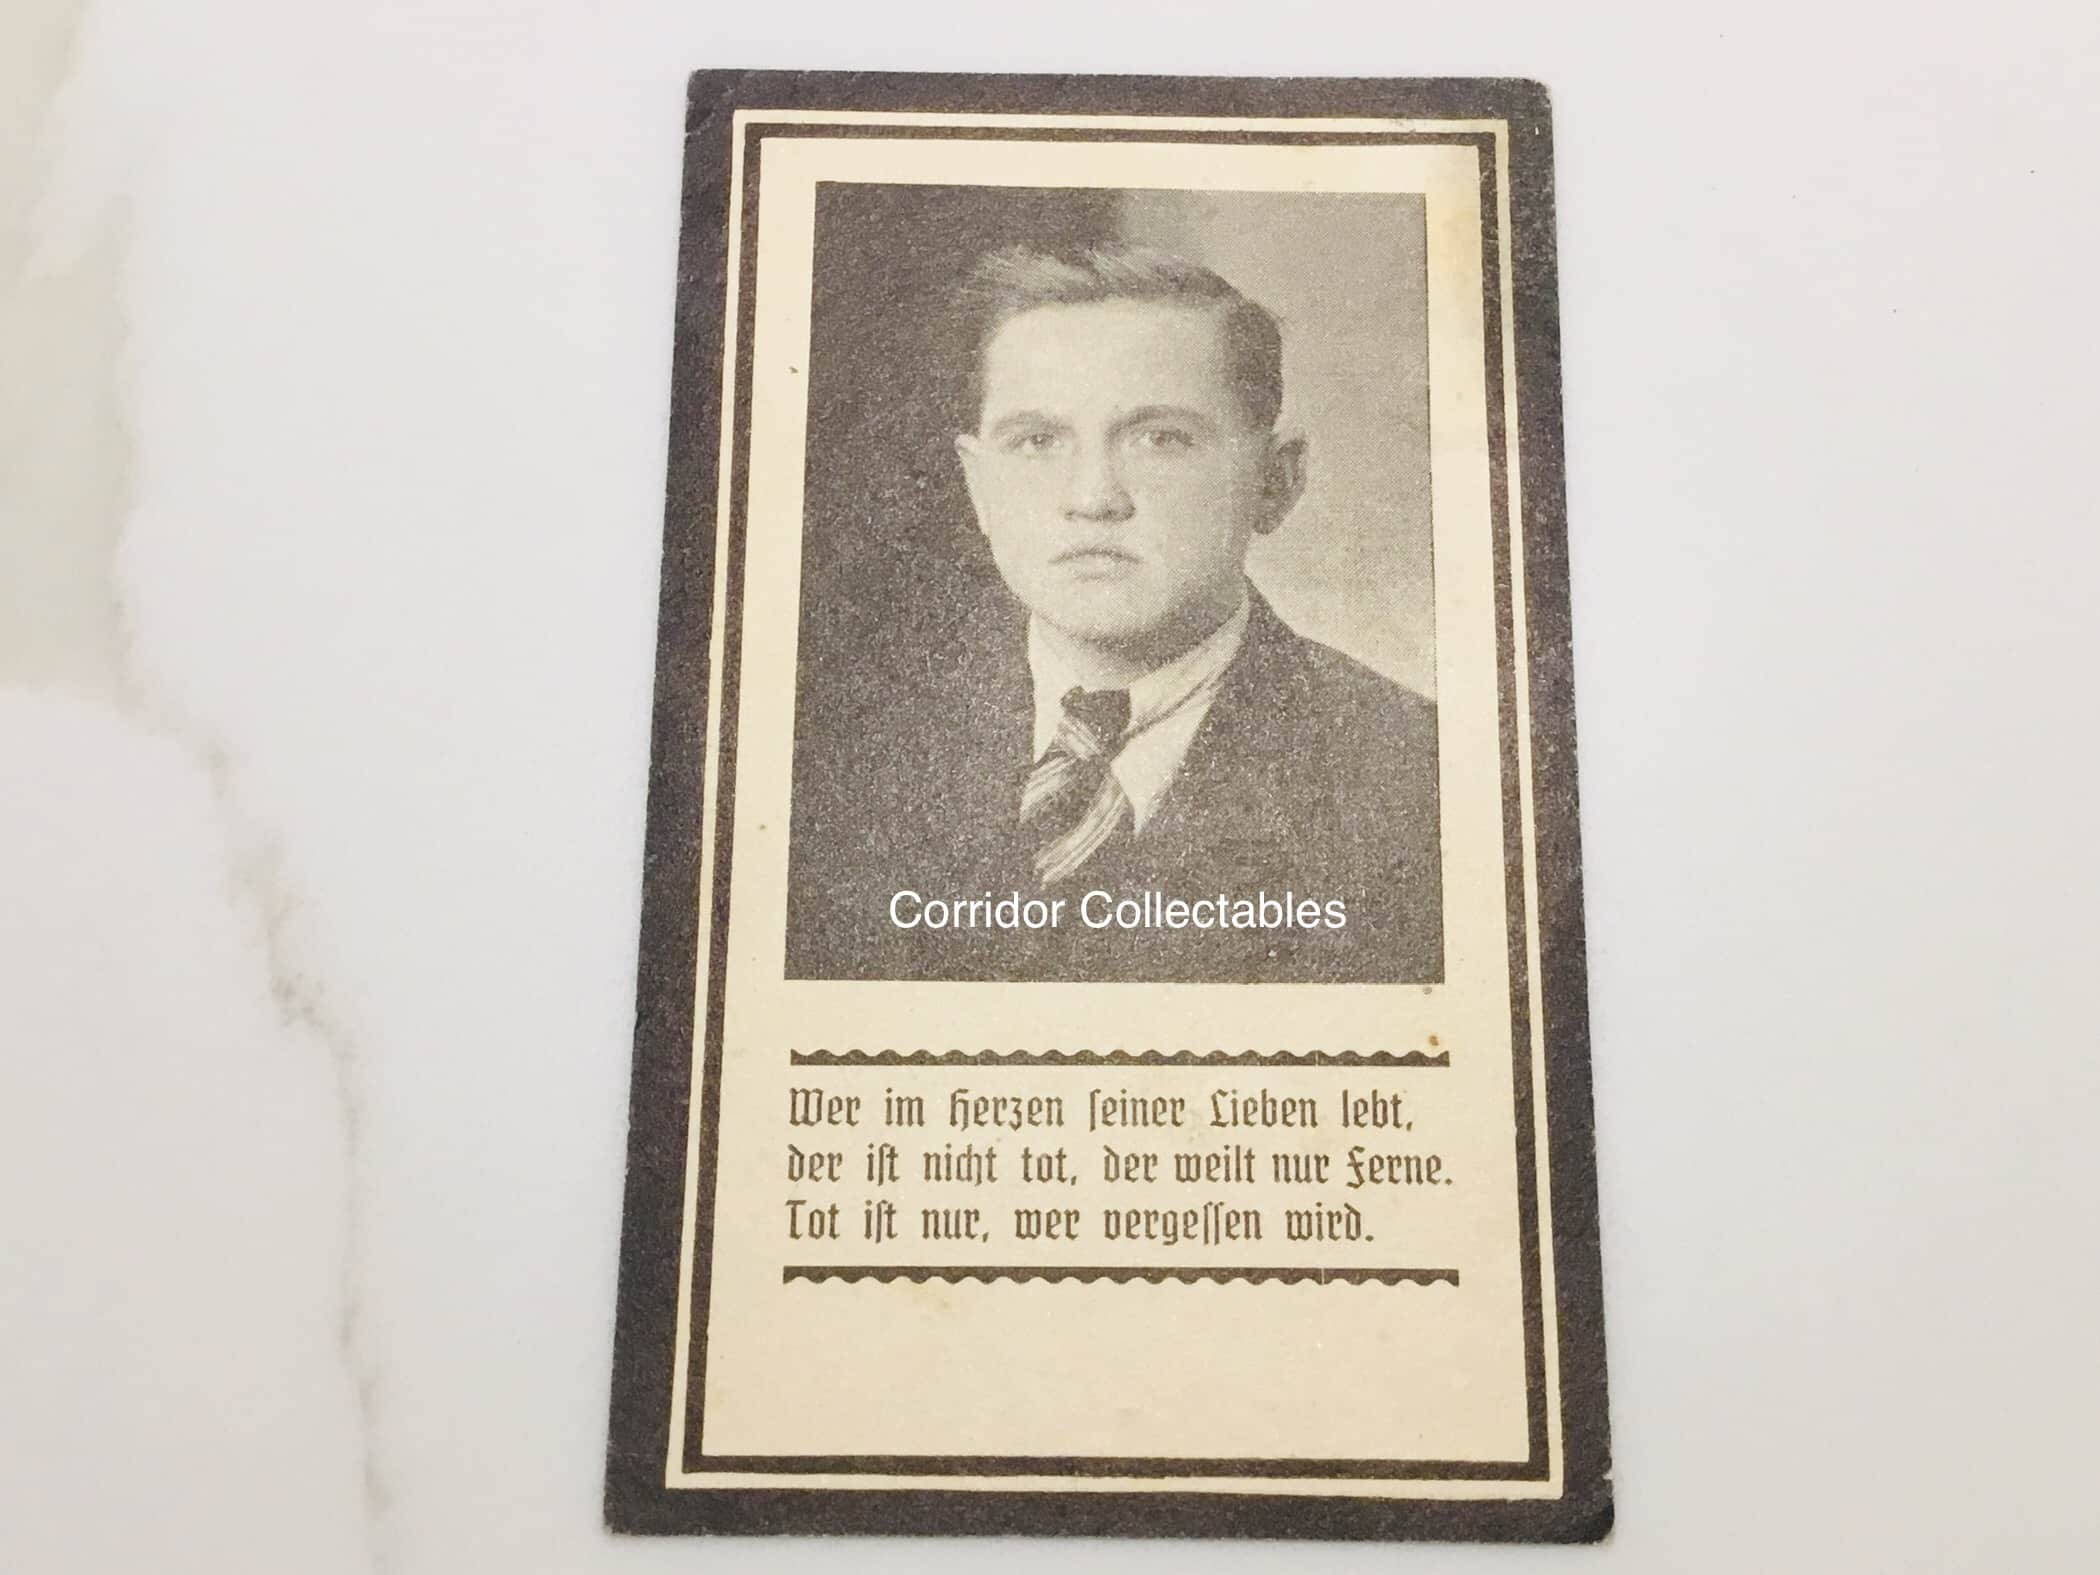 Corridor Collectables
Wer im Herzen seiner Lieben lebt,
der ist nicht tot, der weilt nur Ferne.
Tot ist nur, wer vergessen wird.